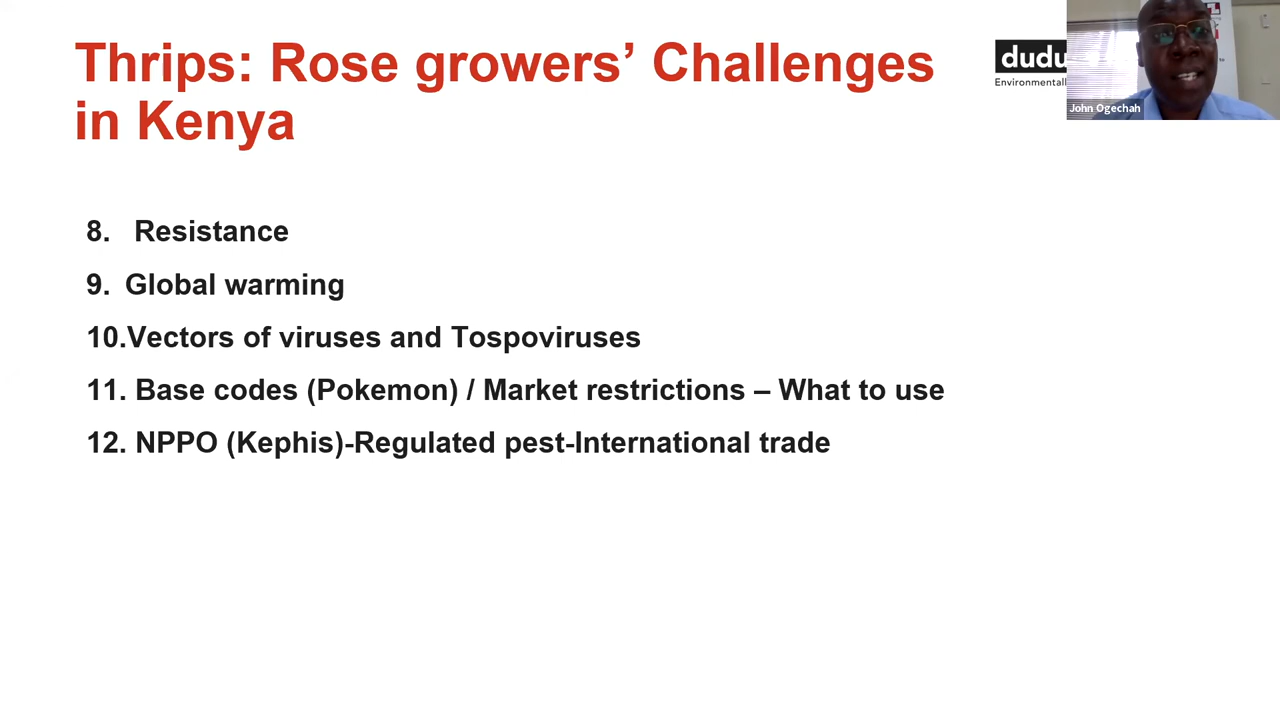 Thrips: Rose growers’ Challenges
in Kenya
dudu
Environmental
John Ogechah
8. Resistance
9. Global warming
10.Vectors of viruses and Tospoviruses
11. Base codes (Pokemon) / Market restrictions – What to use
12. NPPO (Kephis)-Regulated pest-International trade